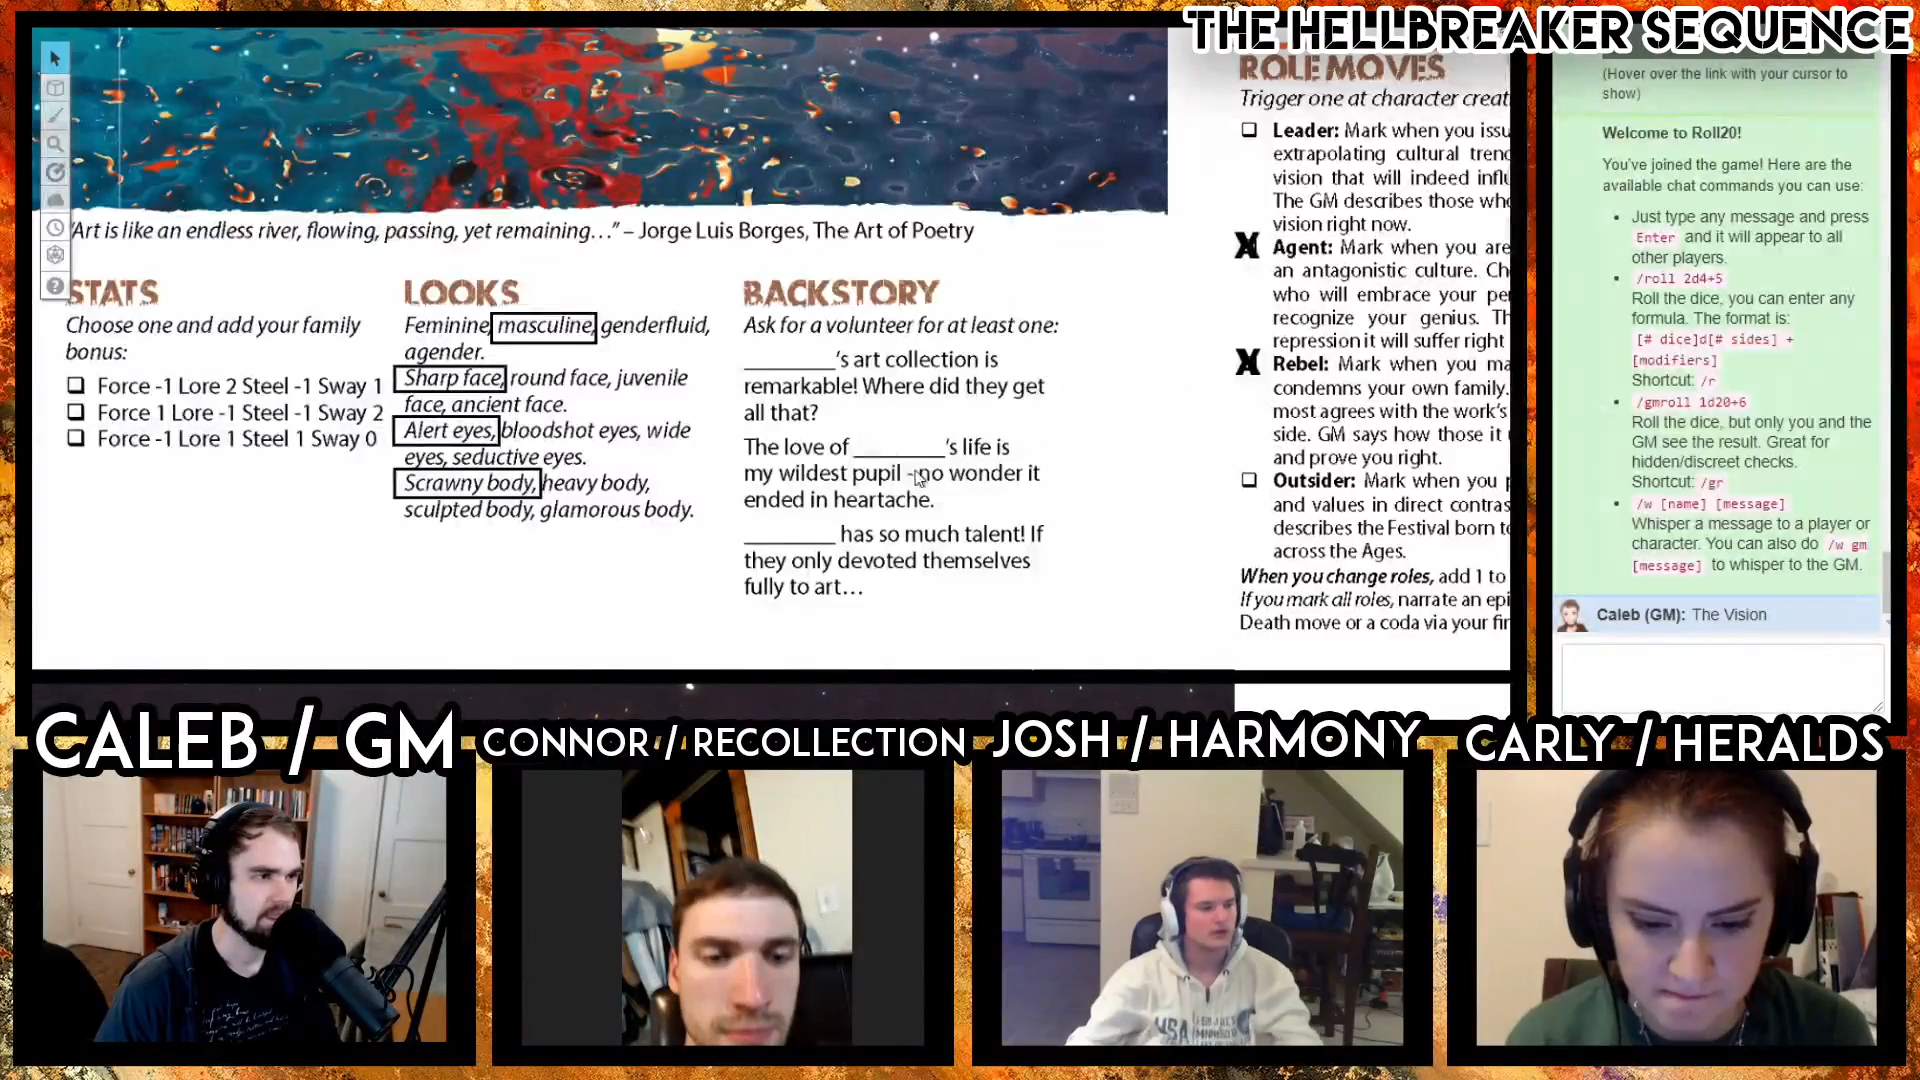 THE HELLBREAKER SEQUENCE
"Art is like an endless river, flowing, passing, yet remaining…" – Jorge Luis Borges, The Art of Poetry
STATS
Choose one and add your family
bonus:
Force -1 Lore 2 Steel -1 Sway 1
Force 1 Lore -1 Steel -1 Sway 2
Force -1 Lore 1 Steel 1 Sway 0
LOOKS
Feminine, masculine, genderfluid,
agender.
Sharp face, round face, juvenile
face, ancient face.
Alert eyes, bloodshot eyes, wide
eyes, seductive eyes.
Scrawny body, heavy body,
sculpted body, glamorous body.
BACKSTORY
Ask for a volunteer for at least one:
________'s art collection is
remarkable! Where did they get
all that?
The love of ________'s life is
my wildest pupil - no wonder it
ended in heartache.
________ has so much talent! If
they only devoted themselves
fully to art…
ROLE MOVES
Trigger one at character creat
Leader: Mark when you issu
extrapolating cultural trend
vision that will indeed influ
The GM describes those who
vision right now.
X Agent: Mark when you are
an antagonistic culture. Ch
who will embrace your per
recognize your genius. Th
repression it will suffer right
X Rebel: Mark when you ma
condemns your own family.
most agrees with the work's
side. GM says how those it
and prove you right.
Outsider: Mark when you p
and values in direct contras
describes the Festival born to
across the Ages.
When you change roles, add 1 to
If you mark all roles, narrate an epi
Death move or a coda via your fir
(Hover over the link with your cursor to
show)
Welcome to Roll20!
You've joined the game! Here are the
available chat commands you can use:
Just type any message and press
Enter and it will appear to all
other players.
/roll 2d4+5
Roll the dice, you can enter any
formula. The format is:
[# dice]d[# sides] +
[modifiers]
Shortcut: /r
/gmroll 1d20+6
Roll the dice, but only you and the
GM see the result. Great for
hidden/discreet checks.
Shortcut: /gr
/w [name] [message]
Whisper a message to a player or
character. You can also do /w gm
[message] to whisper to the GM.
Caleb (GM): The Vision
CALEB / GM
CONNOR / RECOLLECTION
JOSH / HARMONY
CARLY / HERALDS
USA